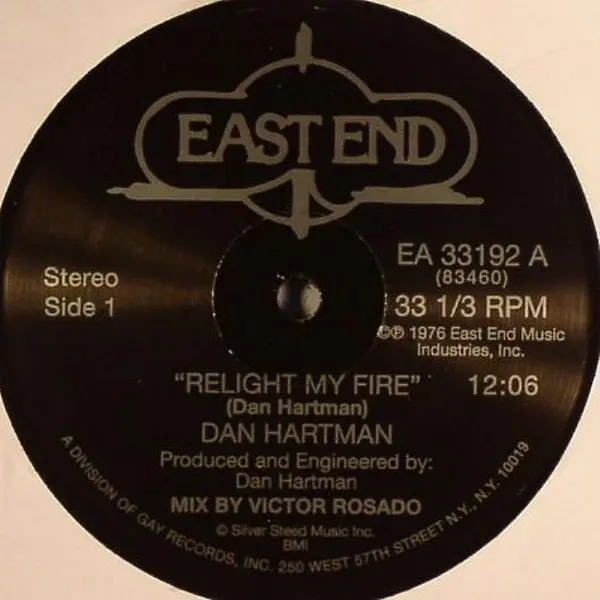 EAST END
EA 33192 A
(83460)
Stereo
Side 1
33 1/3 RPM
©℗ 1976 East End Music
Industries, Inc.
“RELIGHT MY FIRE” 12:06
(Dan Hartman)
DAN HARTMAN
Produced and Engineered by:
Dan Hartman
MIX BY VICTOR ROSADO
© Silver Steed Music Inc.
BMI
A DIVISION OF GAY RECORDS, INC. 250 WEST 57TH STREET N.Y., N.Y. 10019